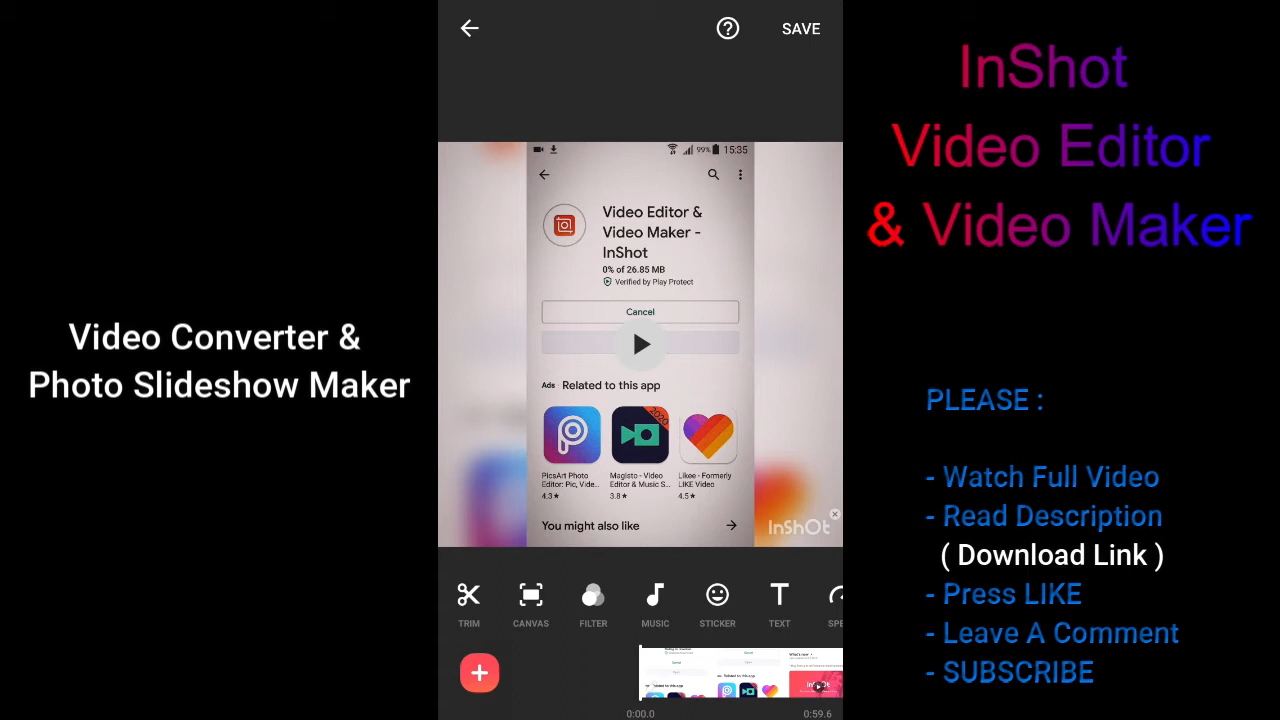 Video Converter &
Photo Slideshow Maker
SAVE
99% 15:35
Video Editor &
Video Maker -
InShot
0% of 26.85 MB
Verified by Play Protect
Cancel
Ads · Related to this app
2020
PicsArt Photo
Editor: Pic, Vide...
4.3★
Magisto - Video
Editor & Music S...
3.8★
Likee - Formerly
LIKE Video
4.5★
You might also like
InShOt
TRIM
CANVAS
FILTER
MUSIC
STICKER
TEXT
SPE
0:00.0
0:59.6
InShot
Video Editor
& Video Maker
PLEASE :
- Watch Full Video
- Read Description
( Download Link )
- Press LIKE
- Leave A Comment
- SUBSCRIBE